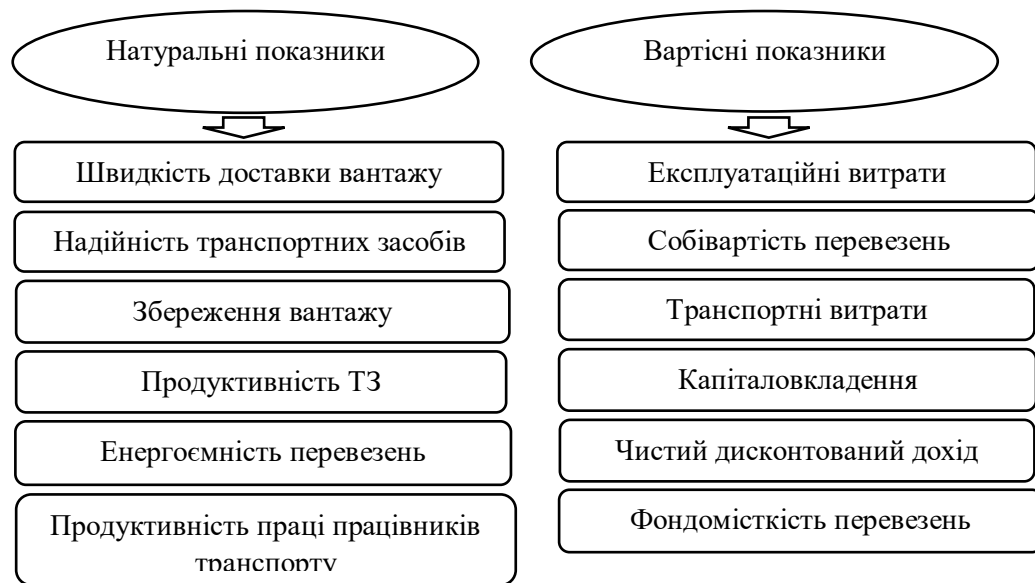 Натуральні показники
Швидкість доставки вантажу
Надійність транспортних засобів
Збереження вантажу
Продуктивність ТЗ
Енергоємність перевезень
Продуктивність праці працівників
транспорту
Вартісні показники
Експлуатаційні витрати
Собівартість перевезень
Транспортні витрати
Капіталовкладення
Чистий дисконтований дохід
Фондомісткість перевезень